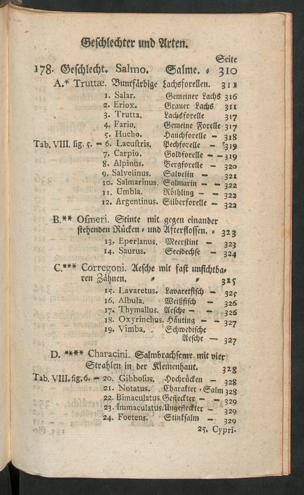 Geschlechter und Arten.
Seite
178. Geschlecht. Salmo. Salme. = 310
A.* Truttæ. Buntfärbige Lachsforellen. 311
1. Salar. Gemeiner Lachs 316
2. Eriox. Grauer Lachs 311
3. Trutta. Lachsforelle 317
4. Fario. Gemeine Forelle 317
5. Hucho. Hauchforelle – 318
Tab. VIII. fig. 5. – 6. Lacustris. Pechforelle – – 319
7. Carpio. Goldforelle – – 319
8. Alpinus. Bergforelle – 320
9. Salvelinus. Salvelin – – 321
10. Salmarinus. Salmarin – – 322
11. Umbla. Röthling – – 322
12. Argentinus. Silberforelle – 322
B.** Osmeri. Stinte mit gegen einander
stehenden Rücken= und Afterflossen. = 323
13. Eperlanus. Meerstint – 323
14. Saurus. Seeidechse – 324
C.*** Corregoni. Aesche mit fast unsichtba=
ren Zähnen. = 325
15. Lavaretus. Lavaretfisch – 325
16. Albula. Weißfisch – 326
17. Thymallus. Aesche – – 326
18. Oxyrinchus. Häuting – – 327
19. Vimba. Schwedische
Aesche – – 327
D. **** Characini. Salmbrachsemer mit vier
Strahlen in der Kiemenhaut. 328
Tab. VIII. fig. 6. – 20. Gibbosus. Hochrücken – 328
21. Notatus. Charakter=Salm 328
22. Bimaculatus. Gefleckter – – 329
23. Immaculatus. Ungefleckter – 329
24. Foetens. Stinksalm – – 329
25. Cypri-